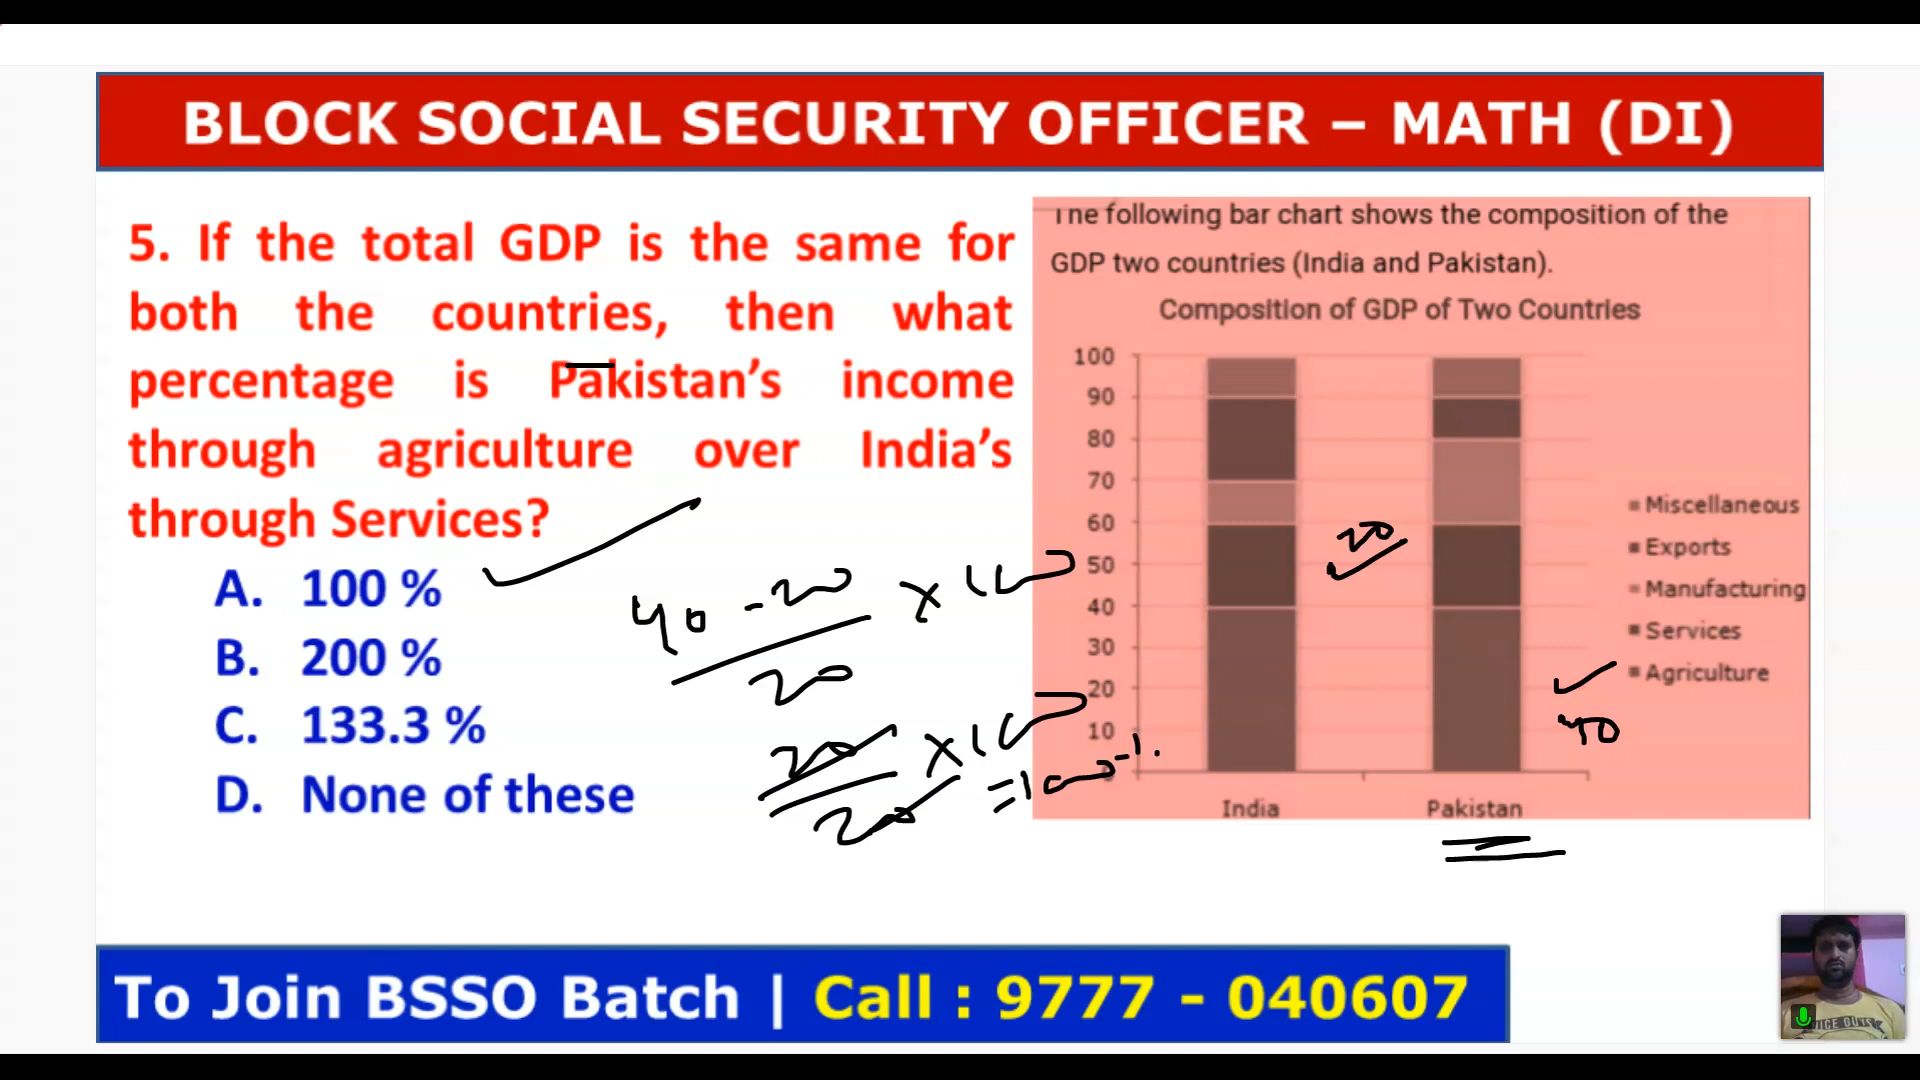 BLOCK SOCIAL SECURITY OFFICER – MATH (DI)
5. If the total GDP is the same for
both the countries, then what
percentage is Pakistan’s income
through agriculture over India’s
through Services?
A. 100 %
B. 200 %
C. 133.3 %
D. None of these
40 - 20 × 100
20
20 × 100
20
= 100 %
The following bar chart shows the composition of the
GDP two countries (India and Pakistan).
Composition of GDP of Two Countries
100
90
80
70
60
50
40
30
20
10
India
Pakistan
Miscellaneous
Exports
Manufacturing
Services
Agriculture
20
40
To Join BSSO Batch | Call : 9777 - 040607